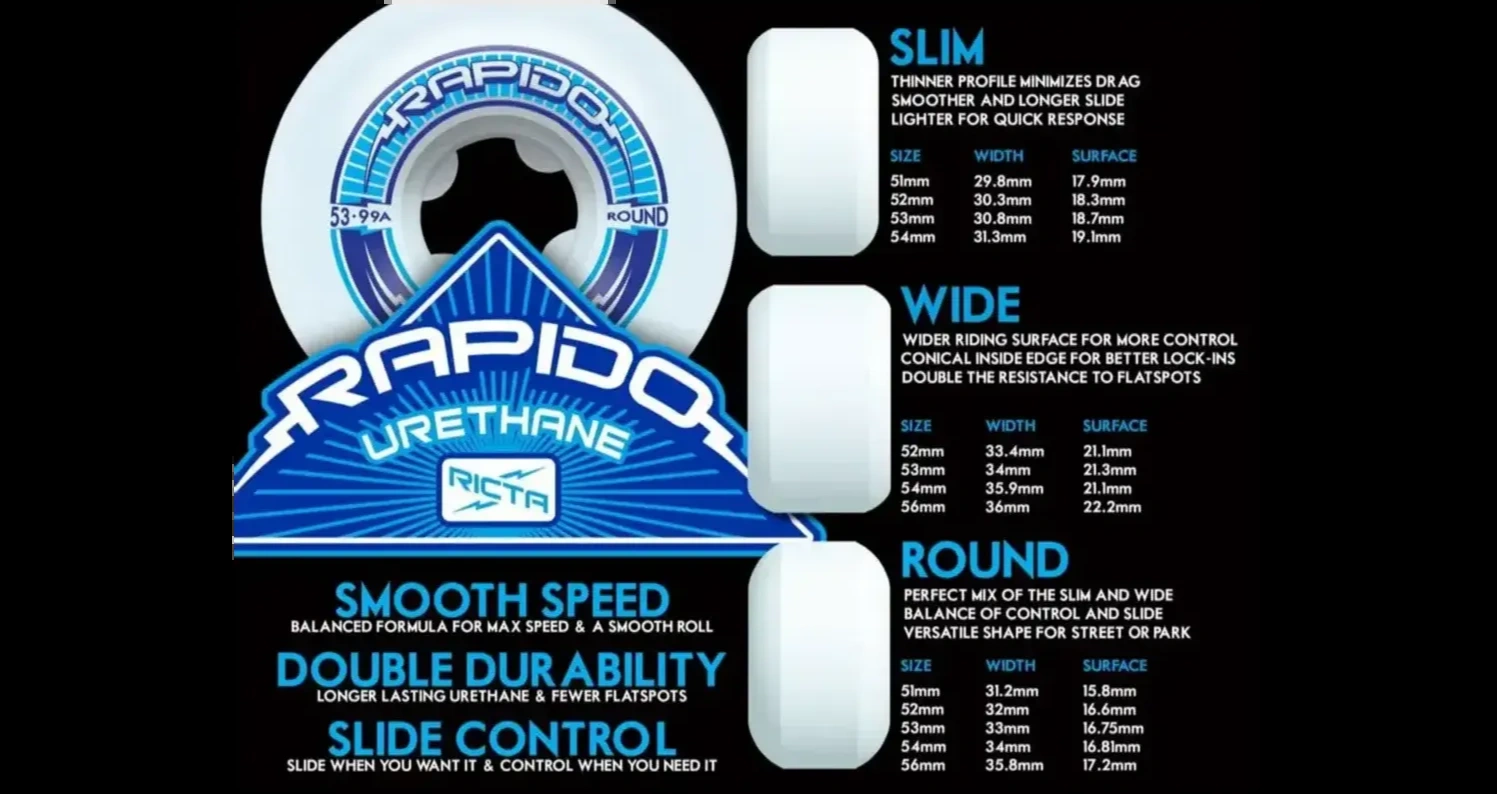 RAPIDO
53·99A
ROUND
RAPIDO
URETHANE
RICTA
SMOOTH SPEED
BALANCED FORMULA FOR MAX SPEED & A SMOOTH ROLL
DOUBLE DURABILITY
LONGER LASTING URETHANE & FEWER FLATSPOTS
SLIDE CONTROL
SLIDE WHEN YOU WANT IT & CONTROL WHEN YOU NEED IT
SLIM
THINNER PROFILE MINIMIZES DRAG
SMOOTHER AND LONGER SLIDE
LIGHTER FOR QUICK RESPONSE
SIZE WIDTH SURFACE
51mm 29.8mm 17.9mm
52mm 30.3mm 18.3mm
53mm 30.8mm 18.7mm
54mm 31.3mm 19.1mm
WIDE
WIDER RIDING SURFACE FOR MORE CONTROL
CONICAL INSIDE EDGE FOR BETTER LOCK-INS
DOUBLE THE RESISTANCE TO FLATSPOTS
SIZE WIDTH SURFACE
52mm 33.4mm 21.1mm
53mm 34mm 21.3mm
54mm 35.9mm 21.1mm
56mm 36mm 22.2mm
ROUND
PERFECT MIX OF THE SLIM AND WIDE
BALANCE OF CONTROL AND SLIDE
VERSATILE SHAPE FOR STREET OR PARK
SIZE WIDTH SURFACE
51mm 31.2mm 15.8mm
52mm 32mm 16.6mm
53mm 33mm 16.75mm
54mm 34mm 16.81mm
56mm 35.8mm 17.2mm